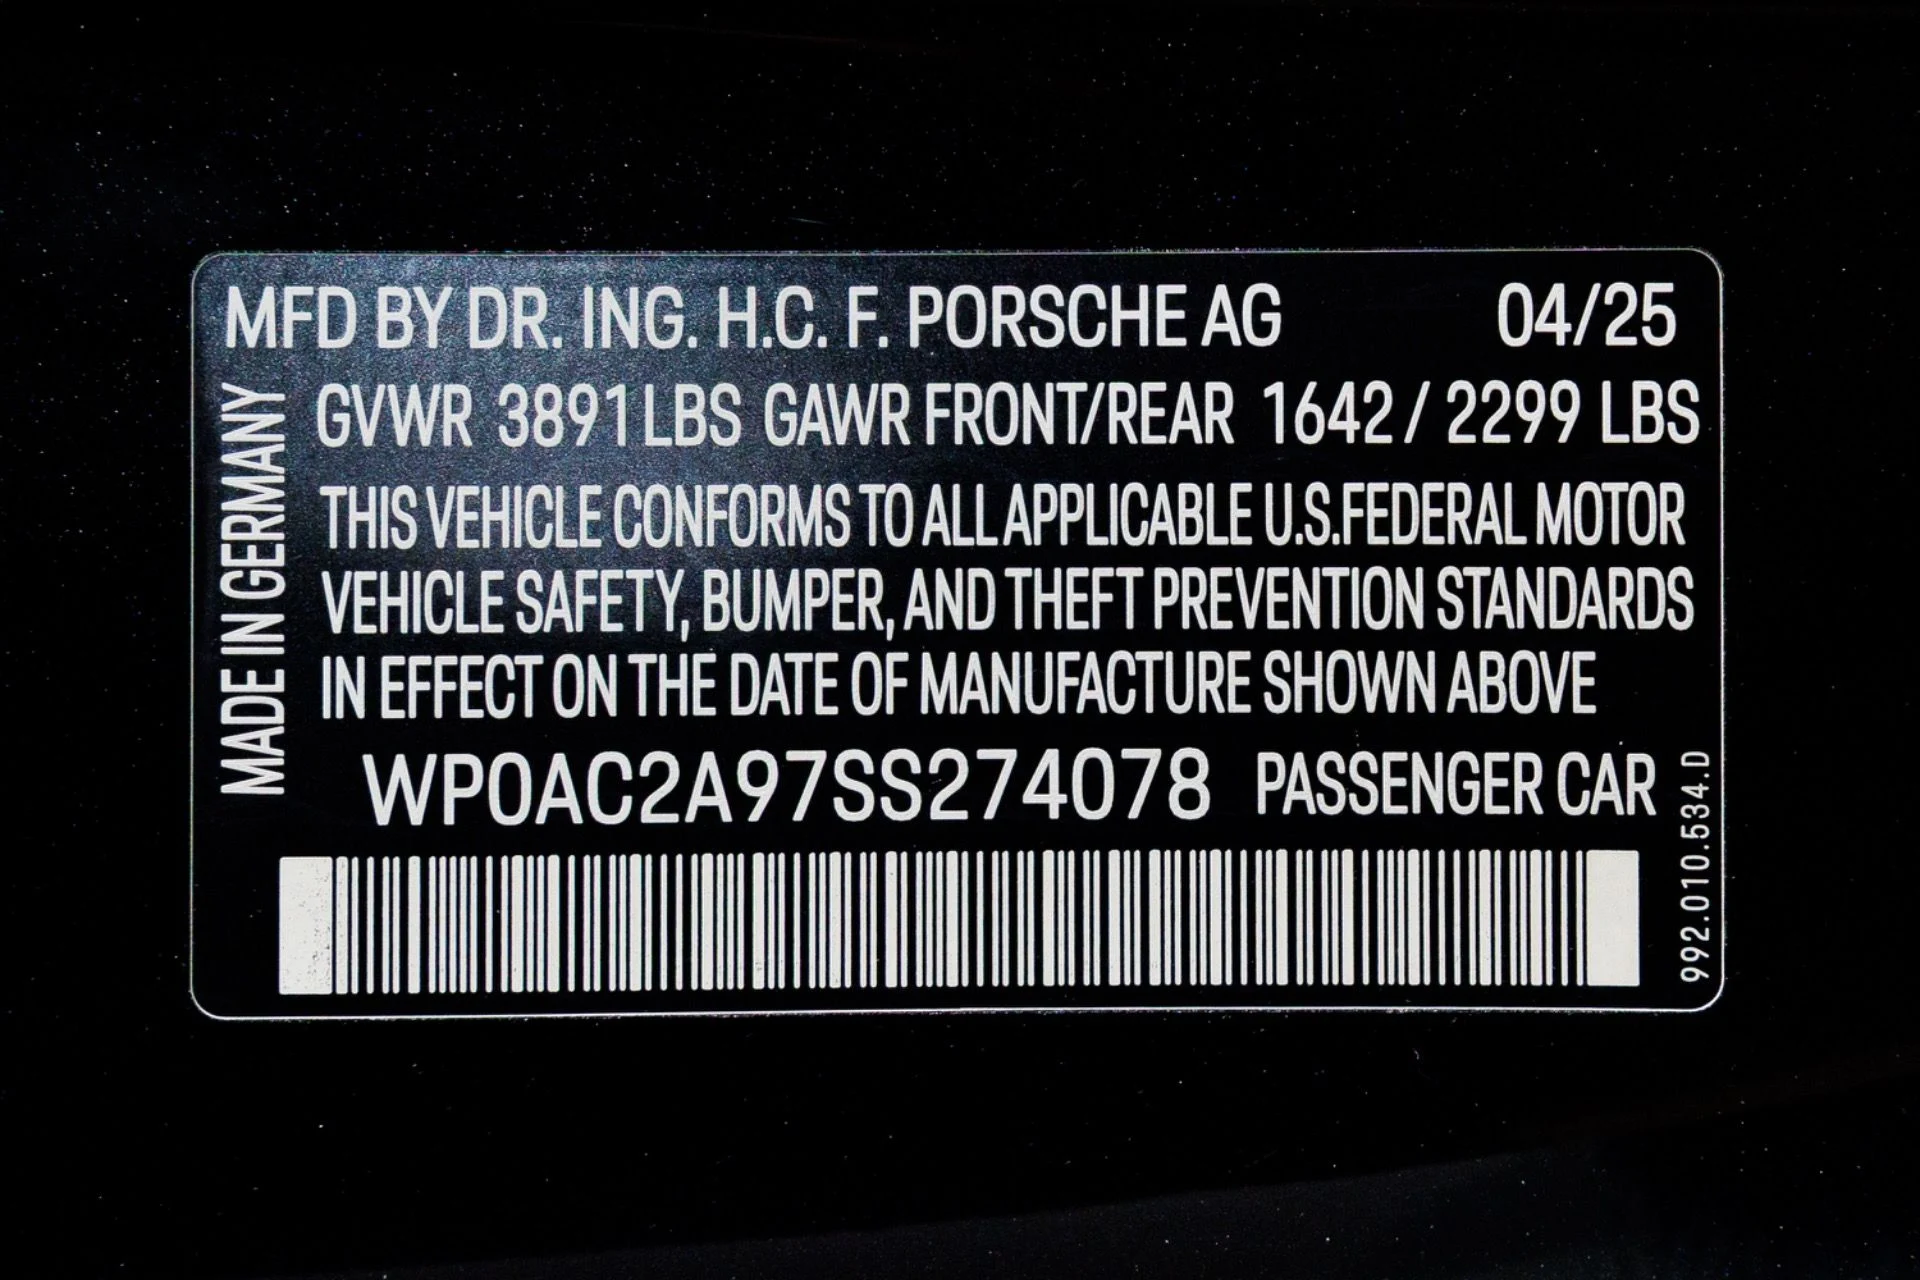 MFD BY DR. ING. H.C. F. PORSCHE AG 04/25
GVWR 3891 LBS GAWR FRONT/REAR 1642 / 2299 LBS
THIS VEHICLE CONFORMS TO ALL APPLICABLE U.S.FEDERAL MOTOR
VEHICLE SAFETY, BUMPER, AND THEFT PREVENTION STANDARDS
IN EFFECT ON THE DATE OF MANUFACTURE SHOWN ABOVE
WP0AC2A97SS274078 PASSENGER CAR
MADE IN GERMANY
992.010.534.D